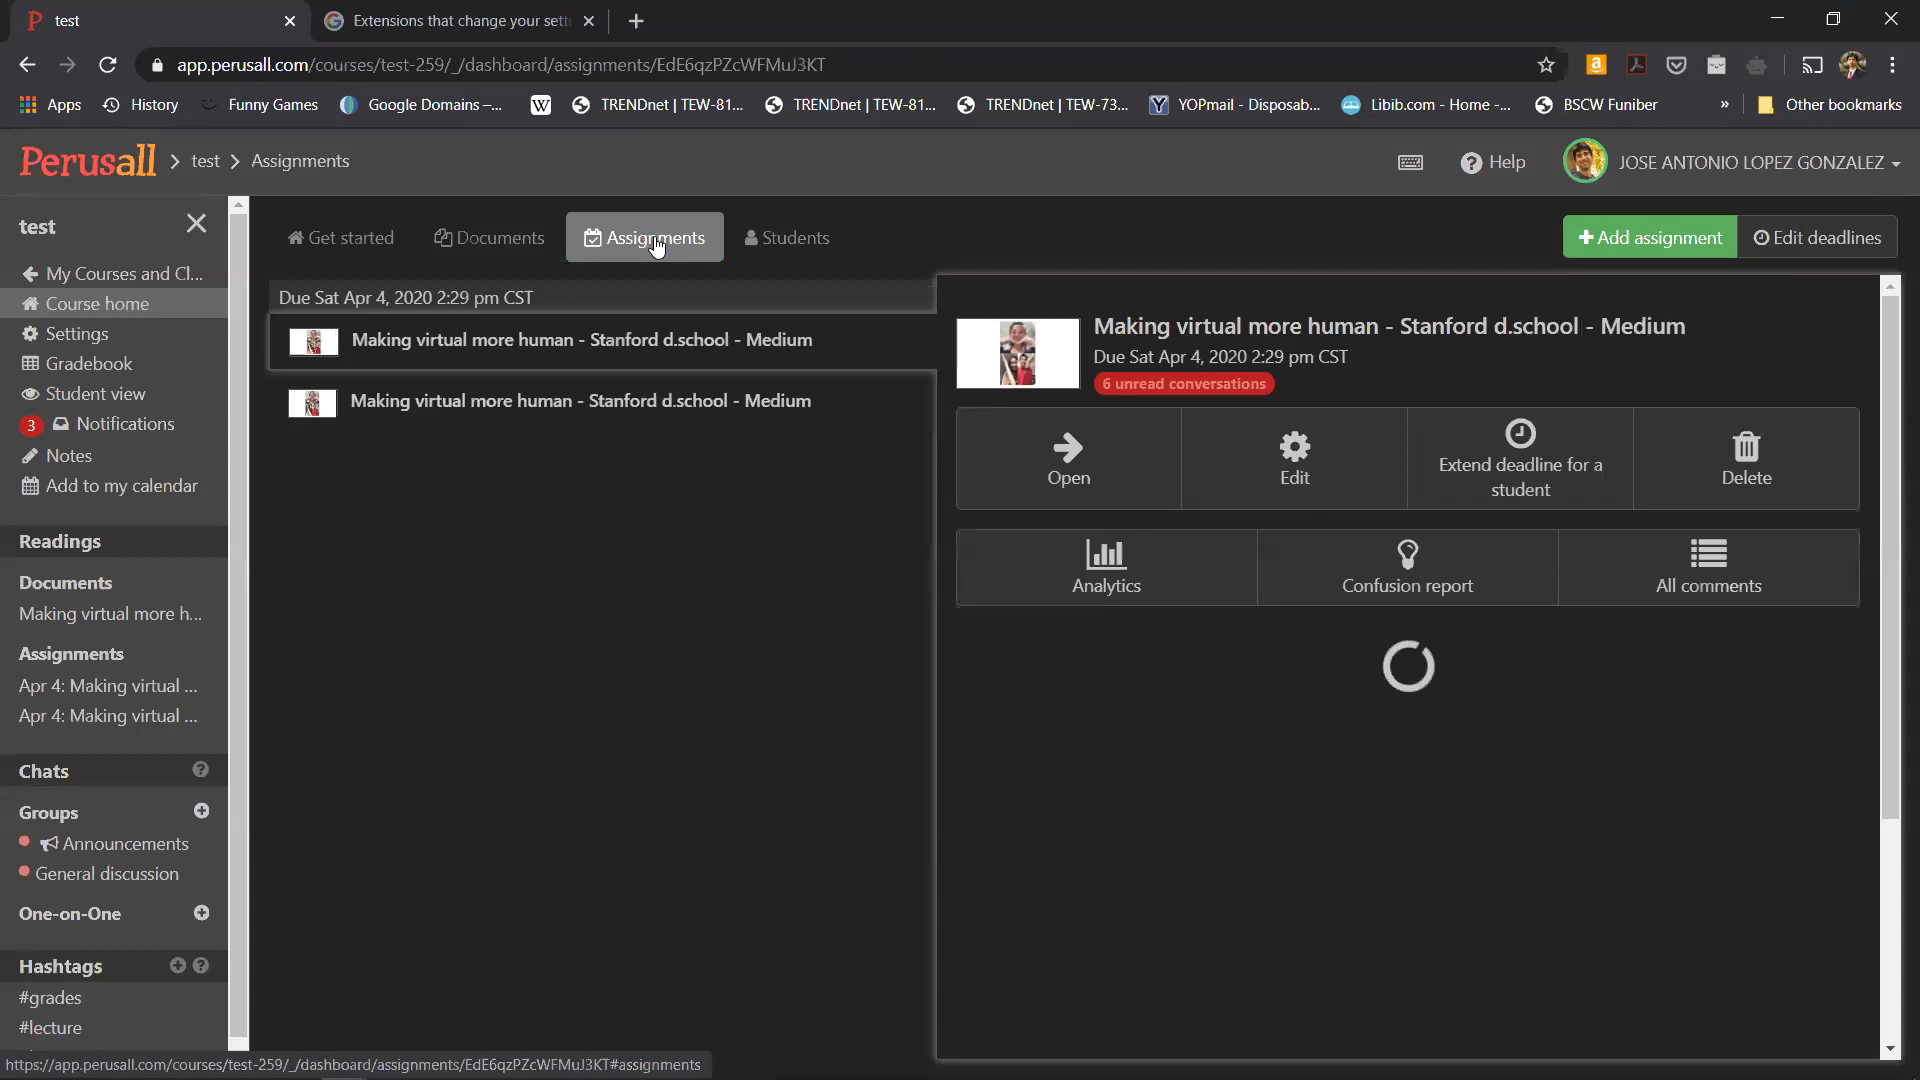 test
Extensions that change your sett
app.perusall.com/courses/test-259/_/dashboard/assignments/EdE6qzPZcWFMuJ3KT
Apps
History
Funny Games
Google Domains –...
W
TRENDnet | TEW-81...
TRENDnet | TEW-81...
TRENDnet | TEW-73...
YOPmail - Disposab...
Libib.com - Home -...
BSCW Funiber
»
Other bookmarks
Perusall
test
Assignments
Help
JOSE ANTONIO LOPEZ GONZALEZ
test
My Courses and Cl...
Course home
Settings
Gradebook
Student view
3 Notifications
Notes
Add to my calendar
Readings
Documents
Making virtual more h...
Assignments
Apr 4: Making virtual ...
Apr 4: Making virtual ...
Chats
Groups
Announcements
General discussion
One-on-One
Hashtags
#grades
#lecture
Get started
Documents
Assignments
Students
Add assignment
Edit deadlines
Due Sat Apr 4, 2020 2:29 pm CST
Making virtual more human - Stanford d.school - Medium
Making virtual more human - Stanford d.school - Medium
Making virtual more human - Stanford d.school - Medium
Due Sat Apr 4, 2020 2:29 pm CST
6 unread conversations
Open
Edit
Extend deadline for a
student
Delete
Analytics
Confusion report
All comments
https://app.perusall.com/courses/test-259/_/dashboard/assignments/EdE6qzPZcWFMuJ3KT#assignments